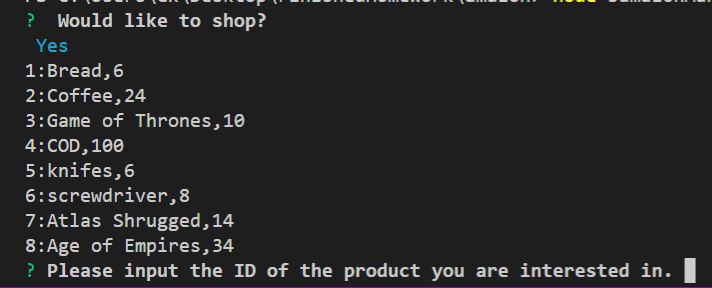 ? Would like to shop?
Yes
1:Bread,6
2:Coffee,24
3:Game of Thrones,10
4:COD,100
5:knifes,6
6:screwdriver,8
7:Atlas Shrugged,14
8:Age of Empires,34
? Please input the ID of the product you are interested in.